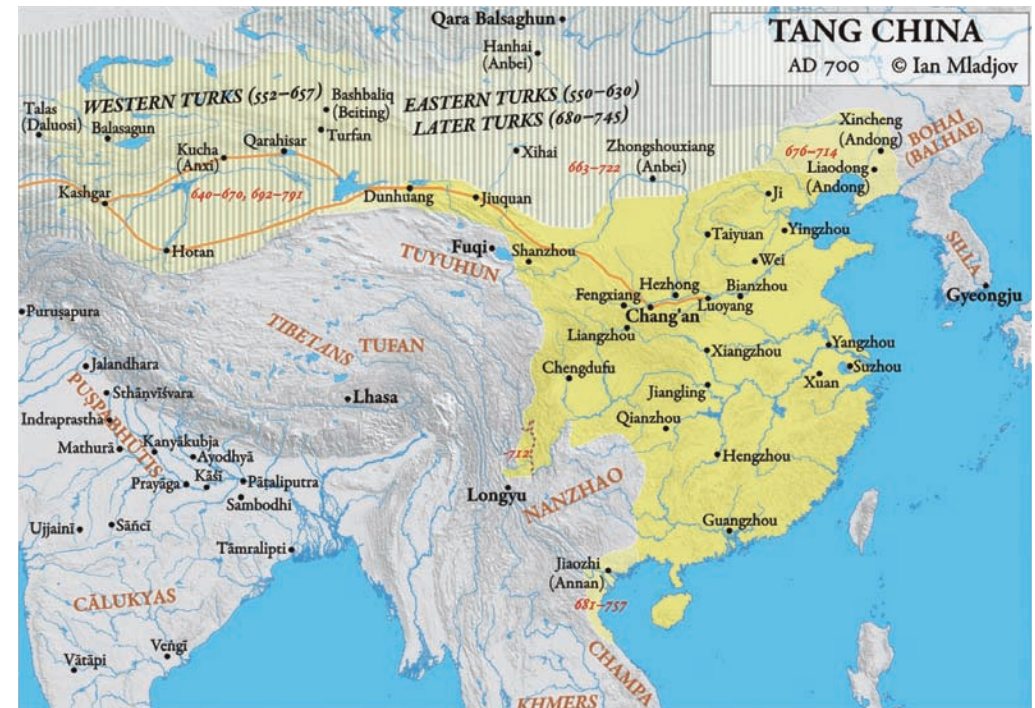 TANG CHINA
AD 700 © Ian Mladjov
Qara Balsaghun
Hanhai
(Anbei)
WESTERN TURKS (552–657)
EASTERN TURKS (550–630)
LATER TURKS (680–745)
Talas
(Daluosi)
Balasagun
Bashbaliq
(Beiting)
Turfan
Qarahisar
Kucha
(Anxi)
Kashgar
640–670, 692–791
Hotan
Dunhuang
Jiuquan
Xihai
663–722
Zhongshouxiang
(Anbei)
676–714
Xincheng
(Andong)
Liaodong
(Andong)
BOHAI
(BALHAE)
SILLA
Gyeongju
Ji
Taiyuan
Yingzhou
Wei
Fuqi
TUYUHUN
Shanzhou
Hezhong
Bianzhou
Fengxiang
Chang'an
Luoyang
Liangzhou
Xiangzhou
Yangzhou
Suzhou
Xuan
Chengdufu
Jiangling
Qianzhou
Hengzhou
Guangzhou
TIBETANS
TUFAN
Lhasa
-712
Longyu
NANZHAO
Jiaozhi
(Annan)
681–757
CHAMPA
KHMERS
Puruṣapura
Jalandhara
Sthāṇvīśvara
PUṢPABHŪTIS
Indraprastha
Mathurā
Kanyākubja
Ayodhyā
Prayāga
Kāśī
Pāṭaliputra
Sambodhi
Ujjainī
Sāñcī
Tāmralipti
CĀLUKYAS
Veṅgī
Vātāpi